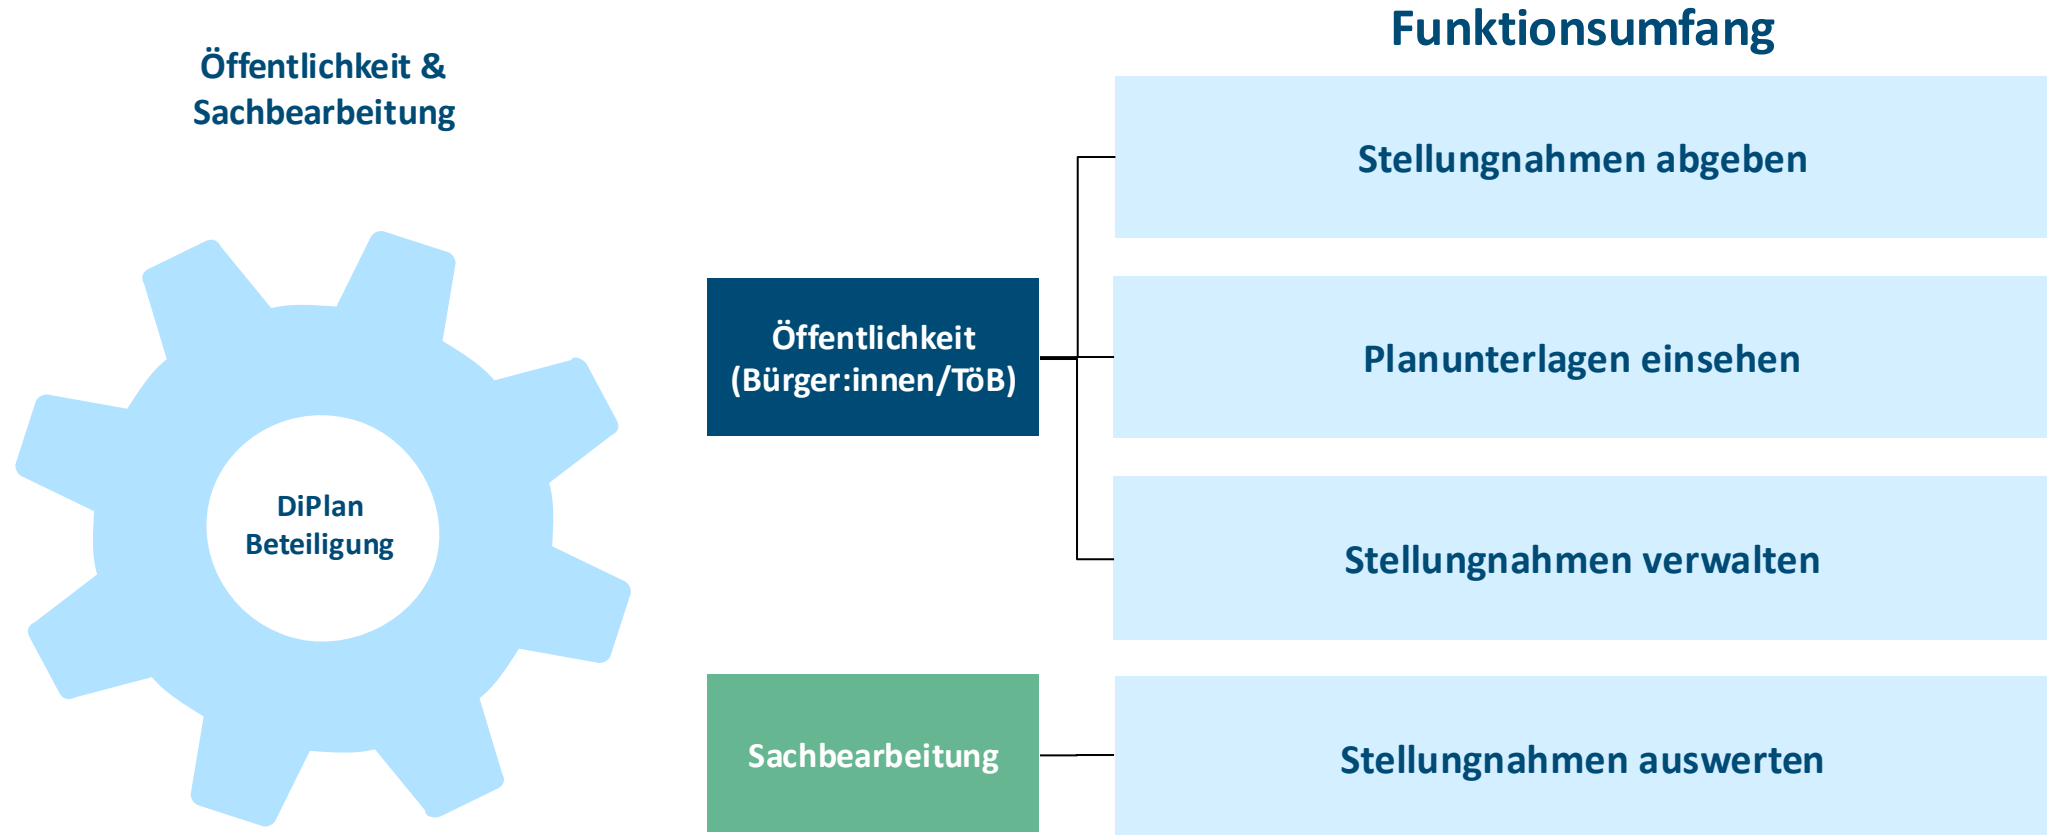 Öffentlichkeit &
Sachbearbeitung
DiPlan
Beteiligung
Funktionsumfang
Öffentlichkeit
(Bürger:innen/TöB)
Stellungnahmen abgeben
Planunterlagen einsehen
Stellungnahmen verwalten
Sachbearbeitung
Stellungnahmen auswerten